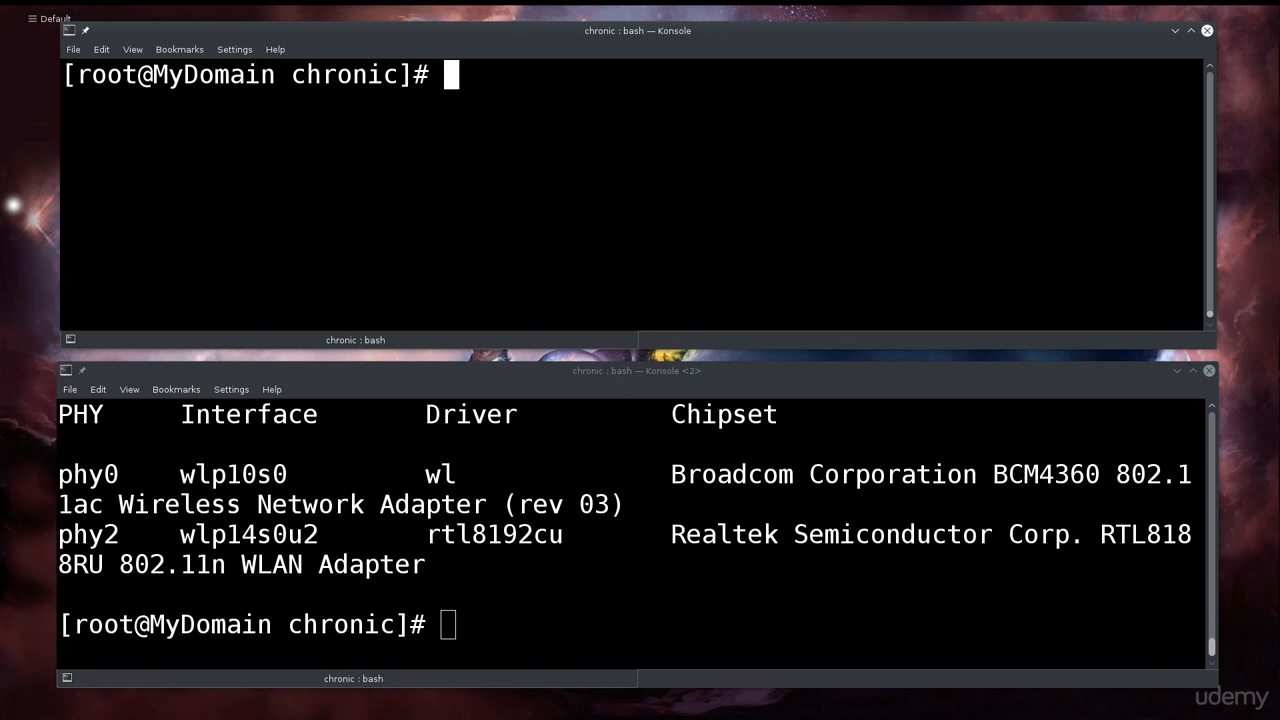 Default
chronic : bash — Konsole
File Edit View Bookmarks Settings Help
[root@MyDomain chronic]#
chronic : bash
chronic : bash — Konsole <2>
File Edit View Bookmarks Settings Help
PHY Interface Driver Chipset
phy0 wlp10s0 wl Broadcom Corporation BCM4360 802.1
1ac Wireless Network Adapter (rev 03)
phy2 wlp14s0u2 rtl8192cu Realtek Semiconductor Corp. RTL818
8RU 802.11n WLAN Adapter
[root@MyDomain chronic]#
chronic : bash
udemy